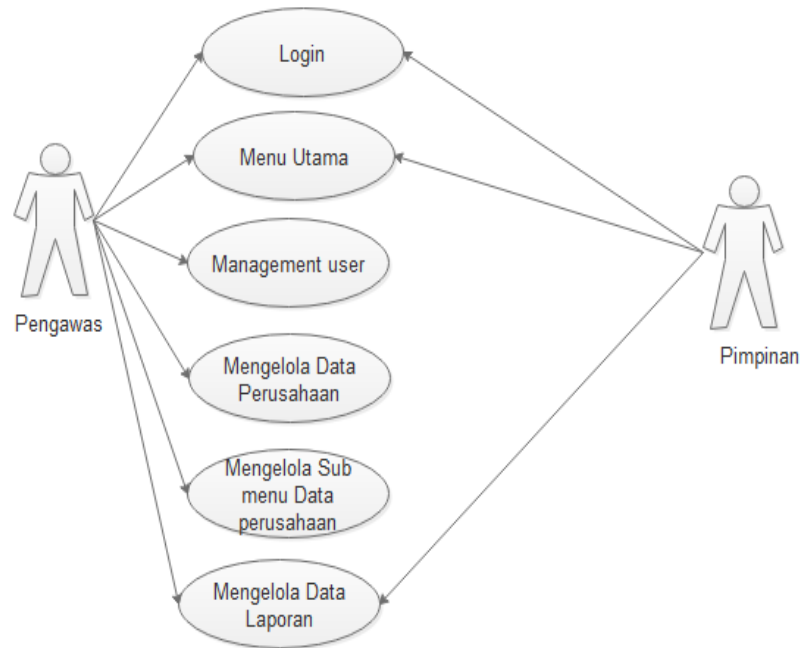 Login
Menu Utama
Management user
Pengawas
Pimpinan
Mengelola Data
Perusahaan
Mengelola Sub
menu Data
perusahaan
Mengelola Data
Laporan